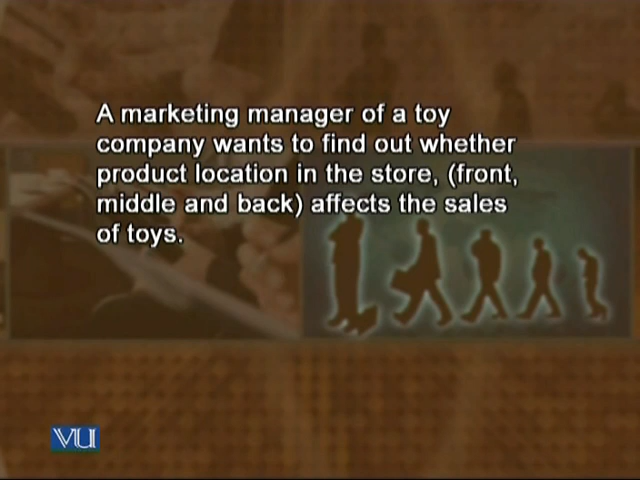 A marketing manager of a toy
company wants to find out whether
product location in the store, (front,
middle and back) affects the sales
of toys.
VU